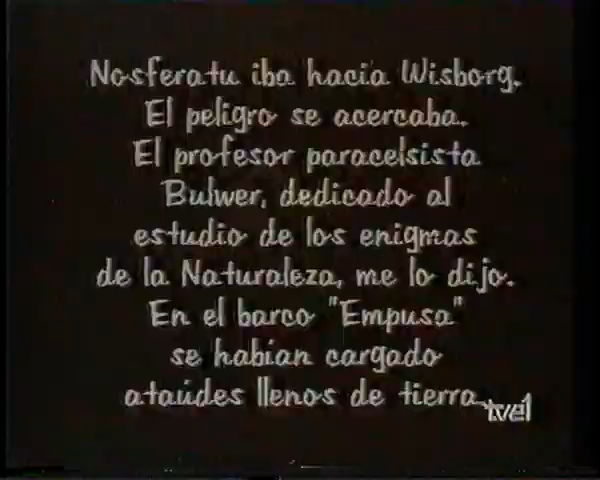 Nosferatu iba hacia Wisborg.
El peligro se acercaba.
El profesor paracelsista
Bulwer, dedicado al
estudio de los enigmas
de la Naturaleza, me lo dijo.
En el barco "Empusa"
se habían cargado
ataúdes llenos de tierra.
tve1